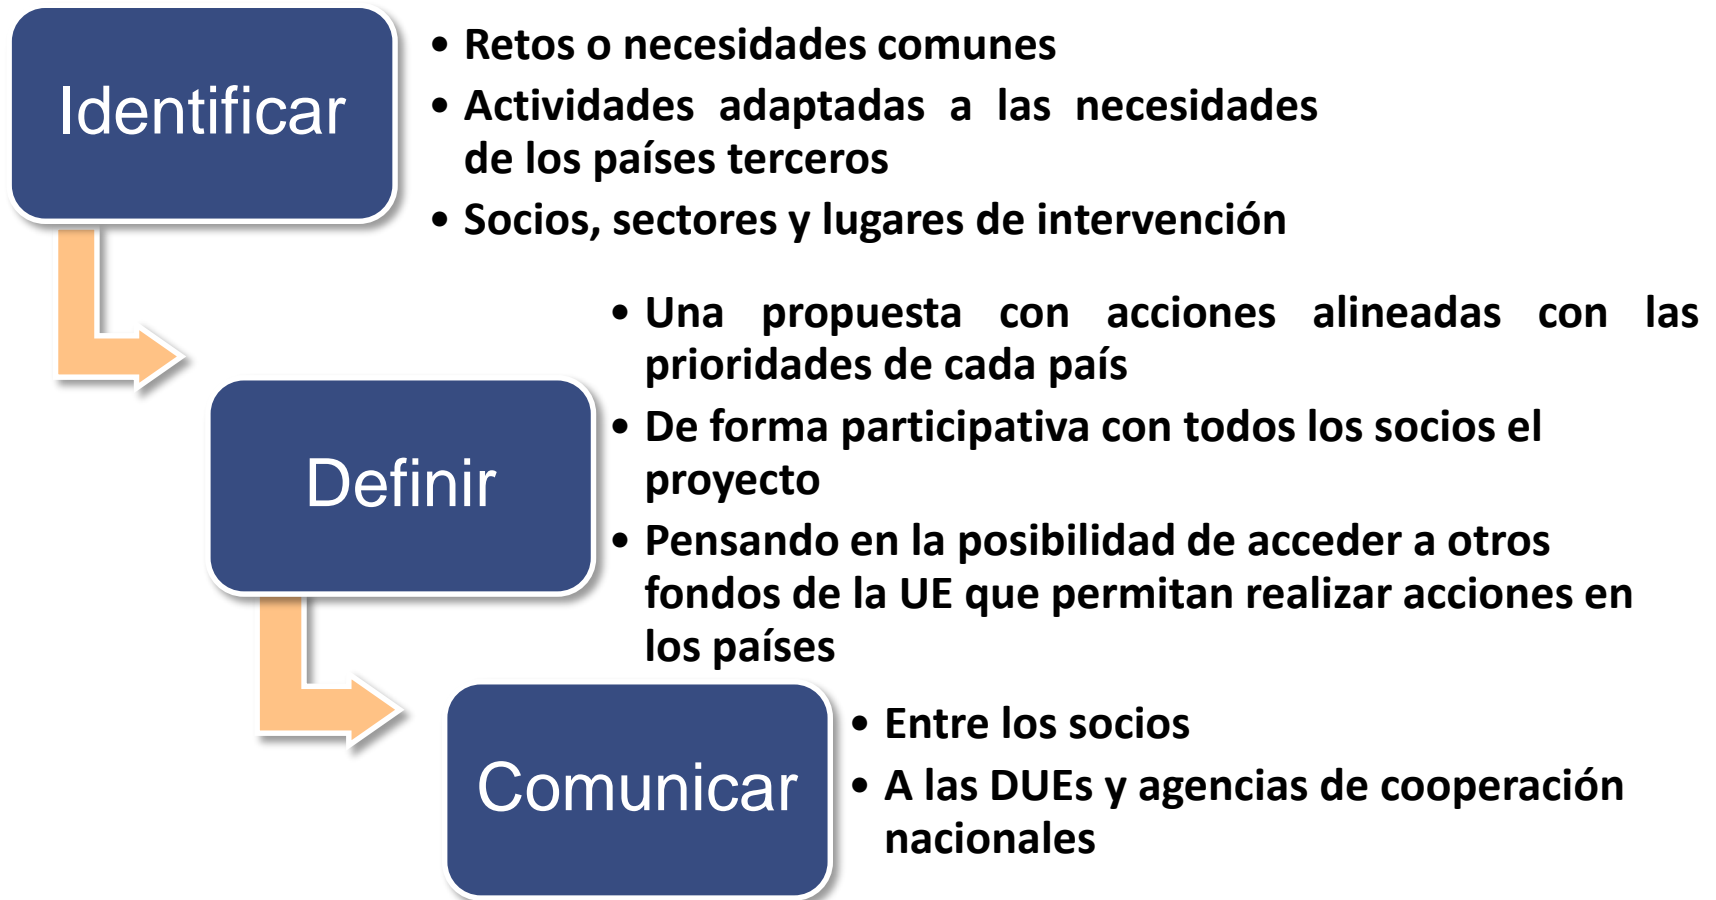 Identificar
• Retos o necesidades comunes
• Actividades adaptadas a las necesidades
de los países terceros
• Socios, sectores y lugares de intervención
Definir
• Una propuesta con acciones alineadas con las
prioridades de cada país
• De forma participativa con todos los socios el
proyecto
• Pensando en la posibilidad de acceder a otros
fondos de la UE que permitan realizar acciones en
los países
Comunicar
• Entre los socios
• A las DUEs y agencias de cooperación
nacionales